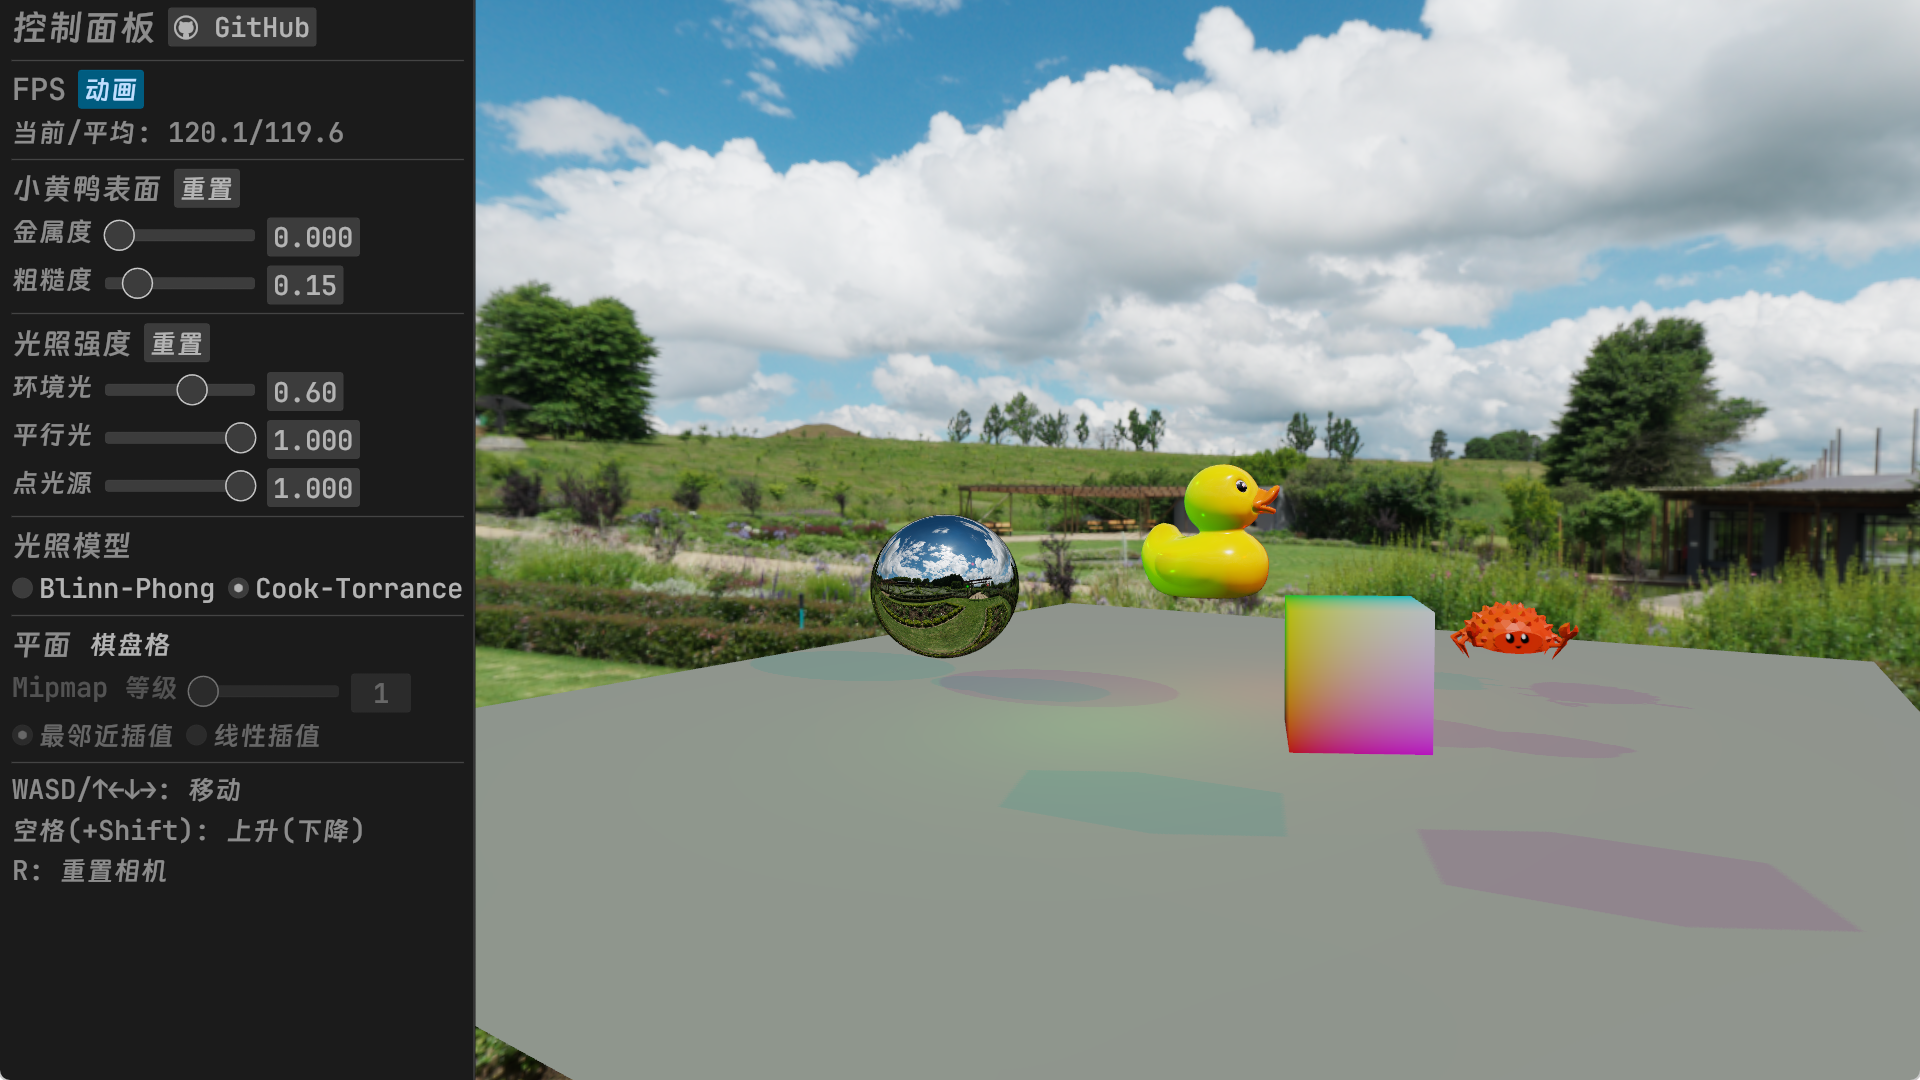 控制面板 GitHub
FPS 动画
当前/平均: 120.1/119.6
小黄鸭表面 重置
金属度 0.000
粗糙度 0.15
光照强度 重置
环境光 0.60
平行光 1.000
点光源 1.000
光照模型
Blinn-Phong Cook-Torrance
平面 棋盘格
Mipmap 等级 1
最邻近插值 线性插值
WASD/↑←↓→: 移动
空格(+Shift): 上升(下降)
R: 重置相机